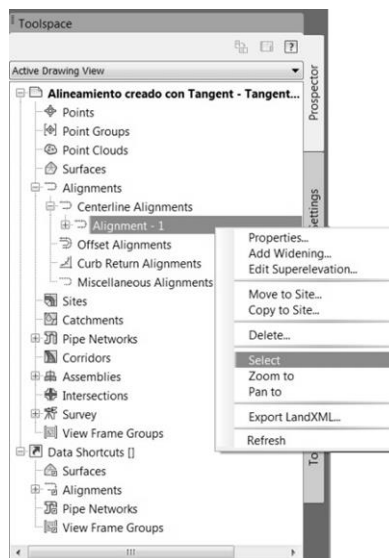 Toolspace
Active Drawing View
Alineamiento creado con Tangent - Tangent...
Points
Point Groups
Point Clouds
Surfaces
Alignments
Centerline Alignments
Alignment - 1
Offset Alignments
Curb Return Alignments
Miscellaneous Alignments
Sites
Catchments
Pipe Networks
Corridors
Assemblies
Intersections
Survey
View Frame Groups
Data Shortcuts []
Surfaces
Alignments
Pipe Networks
View Frame Groups
Properties...
Add Widening...
Edit Superelevation...
Move to Site...
Copy to Site...
Delete...
Select
Zoom to
Pan to
Export LandXML...
Refresh
Prospector